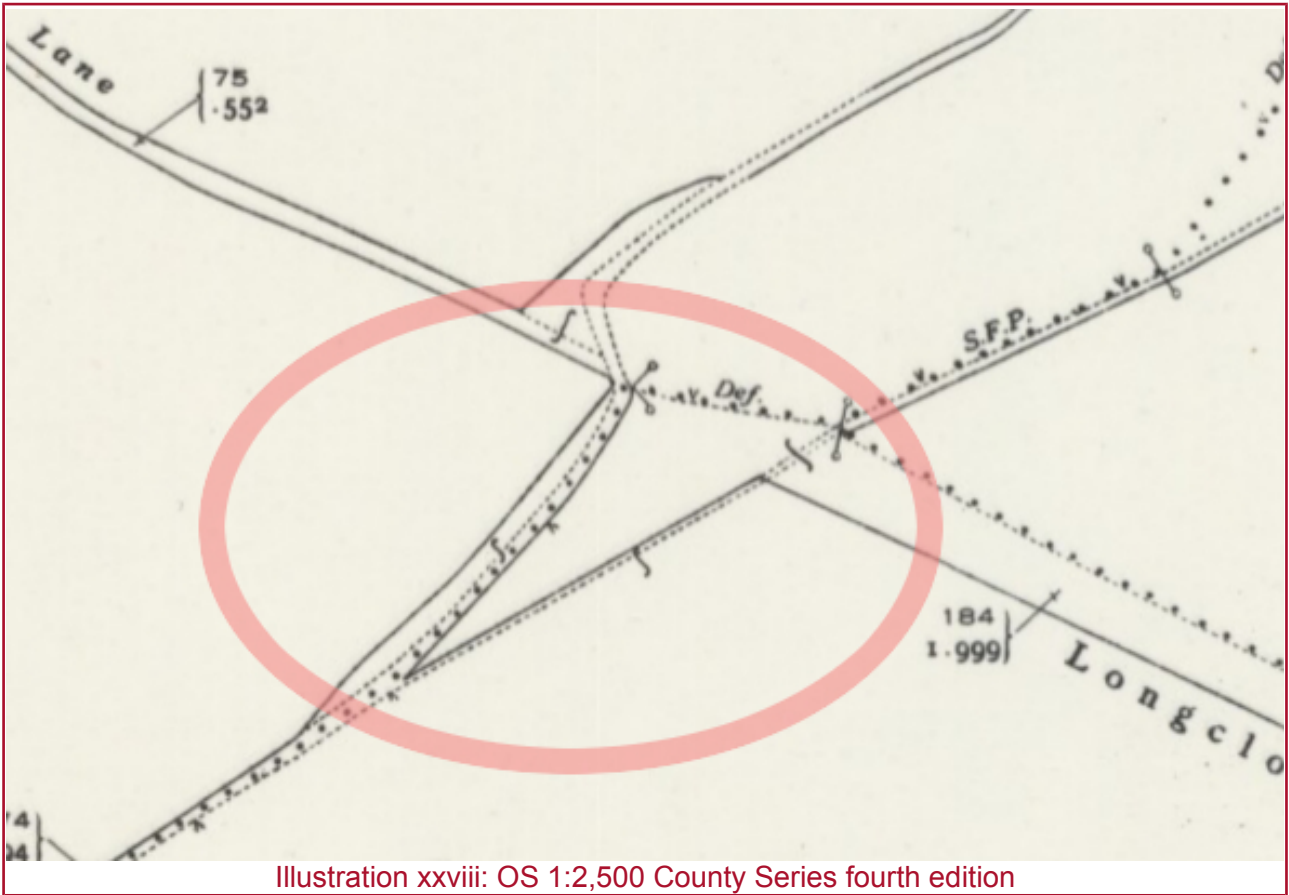 Lane
75
.552
S.F.P.
Def.
184
1.999
Longclo
Illustration xxviii: OS 1:2,500 County Series fourth edition